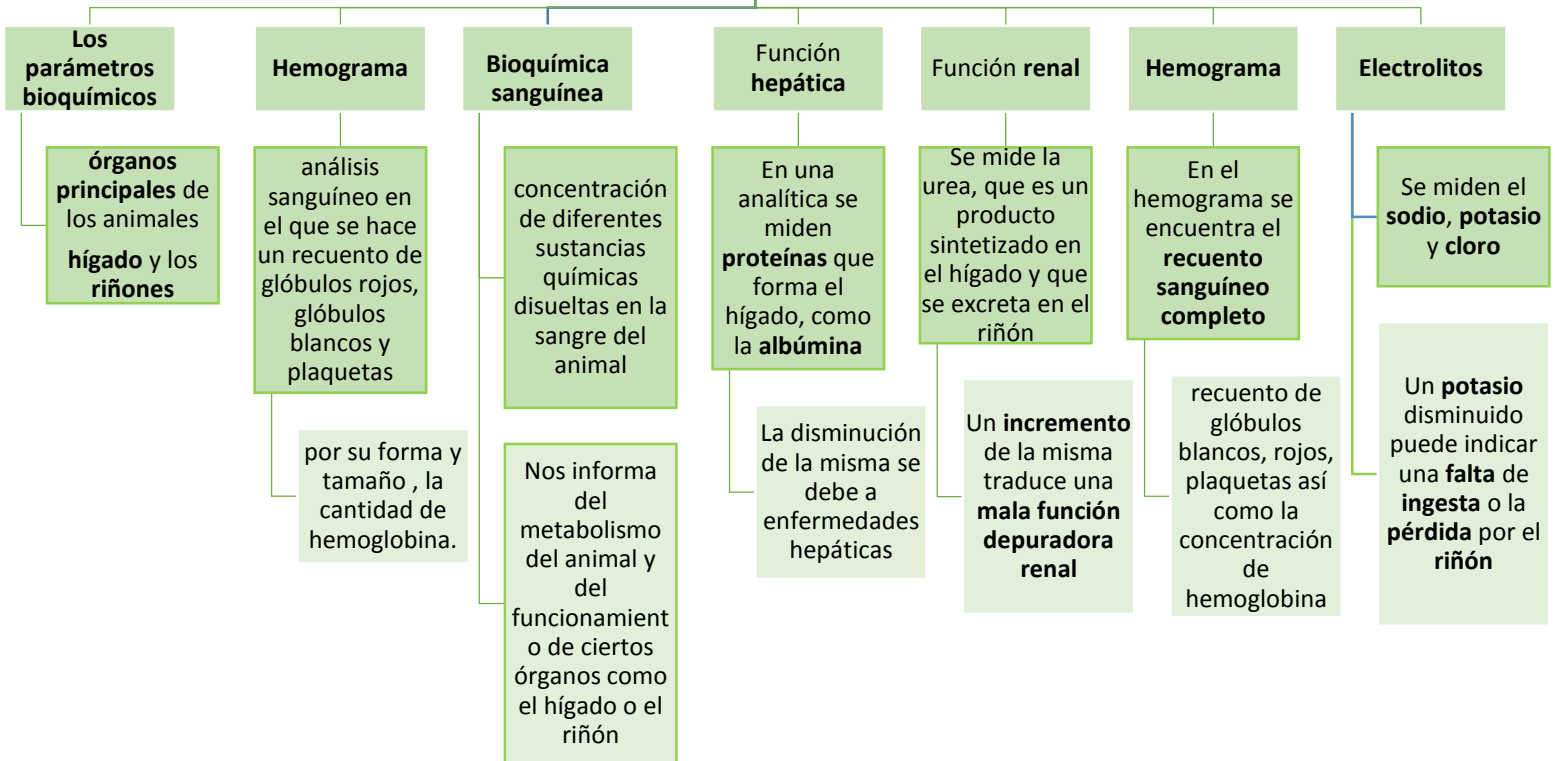 Los
parámetros
bioquímicos
órganos
principales de
los animales
hígado y los
riñones
Hemograma
análisis
sanguíneo en
el que se hace
un recuento de
glóbulos rojos,
glóbulos
blancos y
plaquetas
por su forma y
tamaño , la
cantidad de
hemoglobina.
Bioquímica
sanguínea
concentración
de diferentes
sustancias
químicas
disueltas en la
sangre del
animal
Nos informa
del
metabolismo
del animal y
del
funcionamient
o de ciertos
órganos como
el hígado o el
riñón
Función
hepática
En una
analítica se
miden
proteínas que
forma el
hígado, como
la albúmina
La disminución
de la misma se
debe a
enfermedades
hepáticas
Función renal
Se mide la
urea, que es un
producto
sintetizado en
el hígado y que
se excreta en el
riñón
Un incremento
de la misma
traduce una
mala función
depuradora
renal
Hemograma
En el
hemograma se
encuentra el
recuento
sanguíneo
completo
recuento de
glóbulos
blancos, rojos,
plaquetas así
como la
concentración
de
hemoglobina
Electrolitos
Se miden el
sodio, potasio
y cloro
Un potasio
disminuido
puede indicar
una falta de
ingesta o la
pérdida por el
riñón